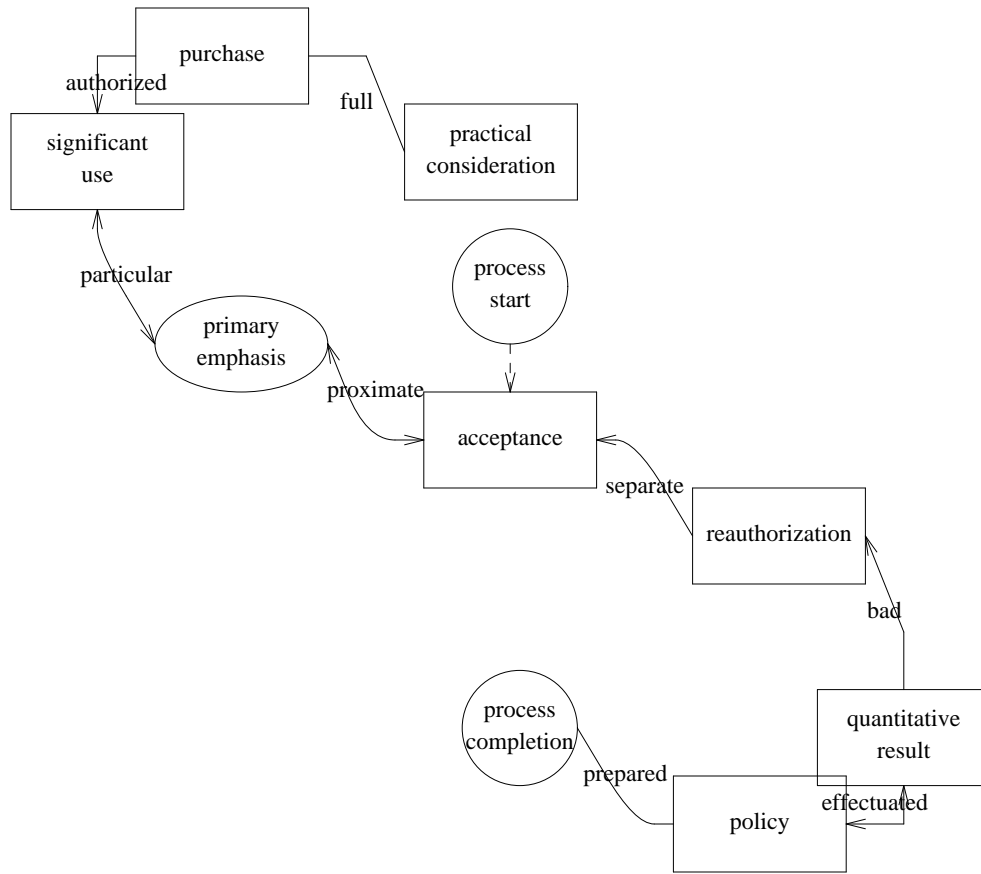 purchase
authorized
full
significant
use
practical
consideration
particular
process
start
primary
emphasis
proximate
acceptance
separate
reauthorization
bad
process
completion
quantitative
result
prepared
effectuated
policy